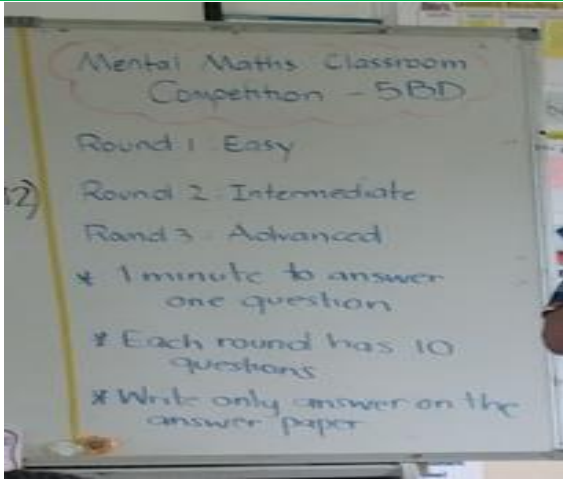 Mental Maths Classroom
Competition - 5BD
Round 1 Easy
Round 2 Intermediate
Rand 3 Advanced
* 1 minute to answer
one question
* Each round has 10
questions
* Write only answer on the
answer paper
2)